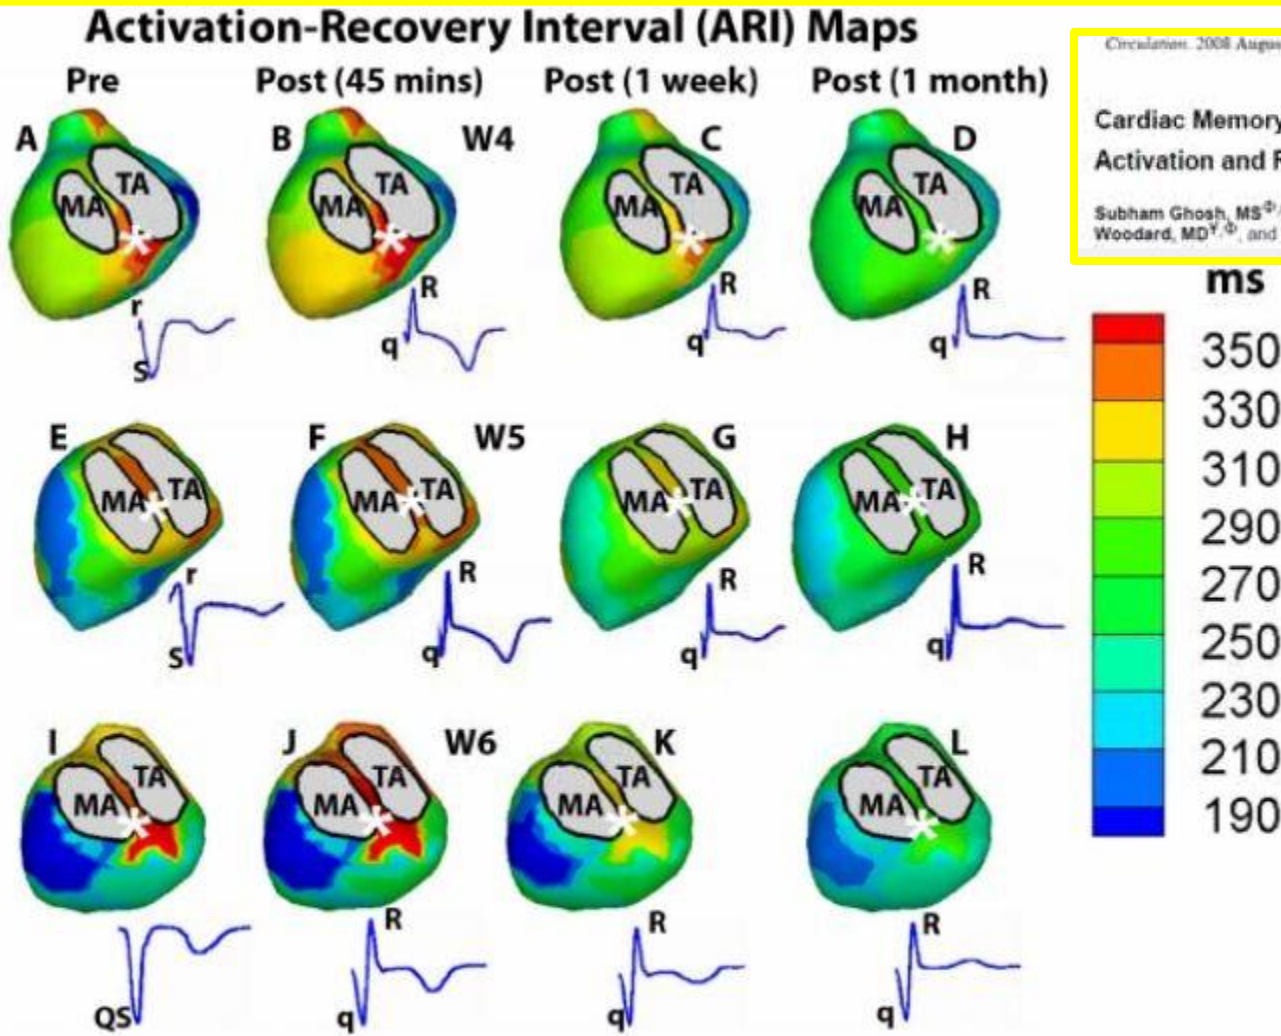 Activation-Recovery Interval (ARI) Maps
Pre
Post (45 mins)
Post (1 week)
Post (1 month)
Circulation. 2008 Augus
Cardiac Memory
Activation and R
Subham Ghosh, MSΦ,
Woodard, MD¥,Φ, and
A
MA
TA
*
r
S
B
W4
MA
TA
*
R
q
C
MA
TA
*
R
q
D
MA
TA
*
R
q
E
MA
TA
*
r
S
F
W5
MA
TA
*
R
q
G
MA
TA
*
R
q
H
MA
TA
*
R
q
I
MA
TA
*
QS
J
W6
MA
TA
*
R
q
K
MA
TA
*
R
q
L
MA
TA
*
R
q
ms
350
330
310
290
270
250
230
210
190